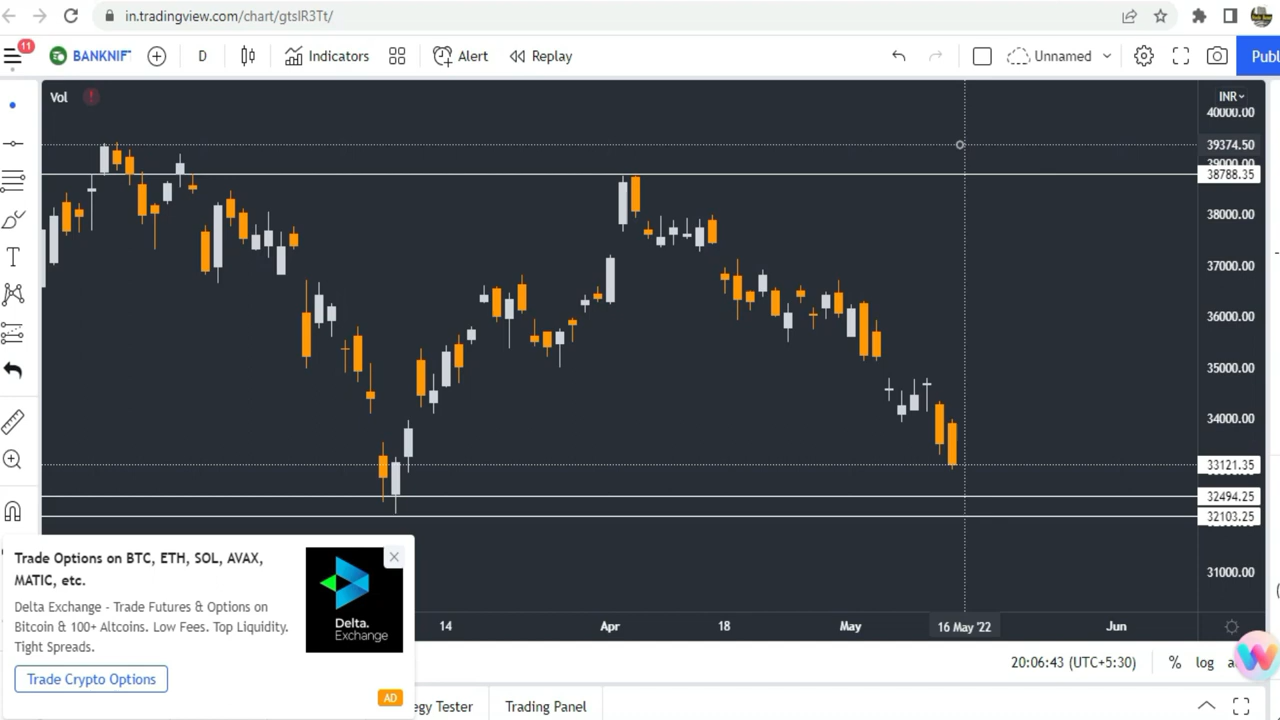 in.tradingview.com/chart/gtslR3Tt/
11
BANKNIFT
D
Indicators
Alert
Replay
Unnamed
Publ
Vol
INR
40000.00
39374.50
39000.00
38788.35
38000.00
37000.00
36000.00
35000.00
34000.00
33121.35
32494.25
32103.25
31000.00
Trade Options on BTC, ETH, SOL, AVAX,
MATIC, etc.
Delta Exchange - Trade Futures & Options on
Bitcoin & 100+ Altcoins. Low Fees. Top Liquidity.
Tight Spreads.
Trade Crypto Options
Delta.
Exchange
AD
14
Apr
18
May
16 May '22
Jun
20:06:43 (UTC+5:30)
%
log
egy Tester
Trading Panel